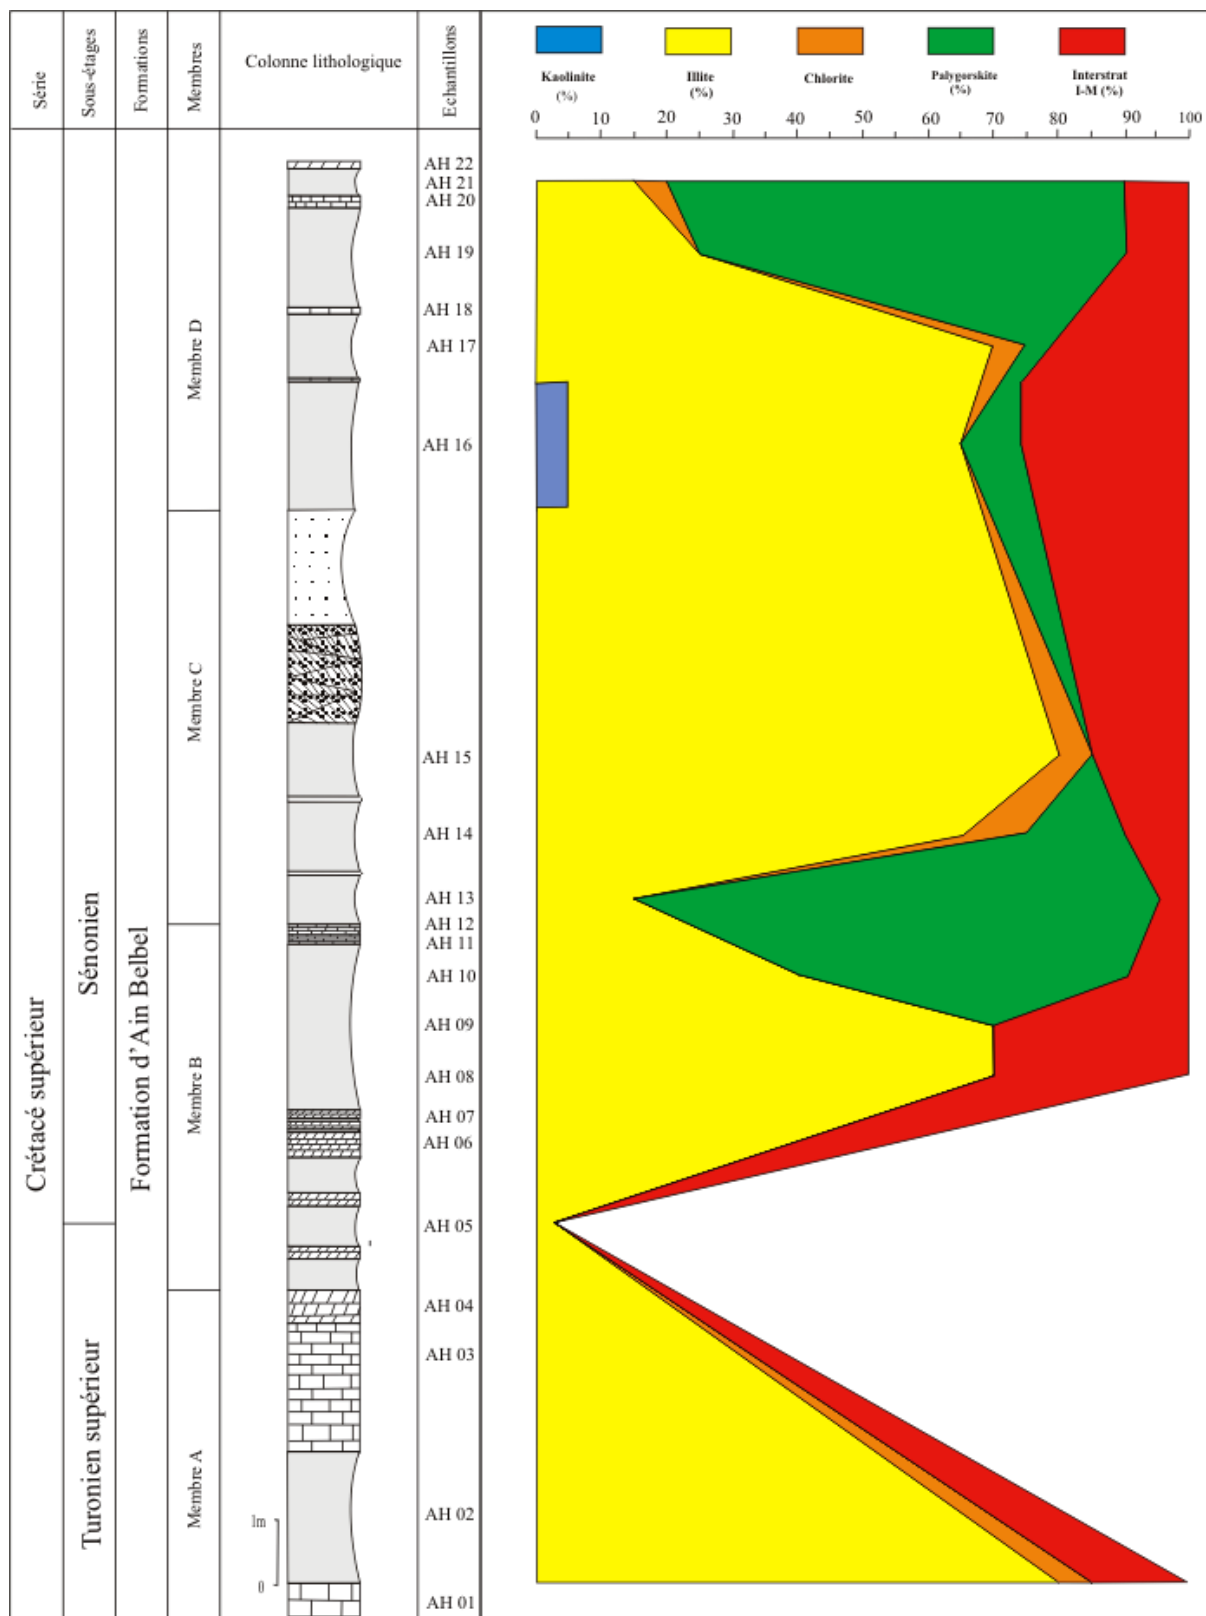 Série
Sous-étages
Formations
Membres
Colonne lithologique
Echantillons
Kaolinite
(%)
Illite
(%)
Chlorite
Palygorskite
(%)
Interstrat
I-M (%)
0 10 20 30 40 50 60 70 80 90 100
AH 22
AH 21
AH 20
AH 19
AH 18
AH 17
AH 16
AH 15
AH 14
AH 13
AH 12
AH 11
AH 10
AH 09
AH 08
AH 07
AH 06
AH 05
AH 04
AH 03
AH 02
AH 01
Crétacé supérieur
Sénonien
Turonien supérieur
Formation d'Ain Belbel
Membre D
Membre C
Membre B
Membre A
1m
0